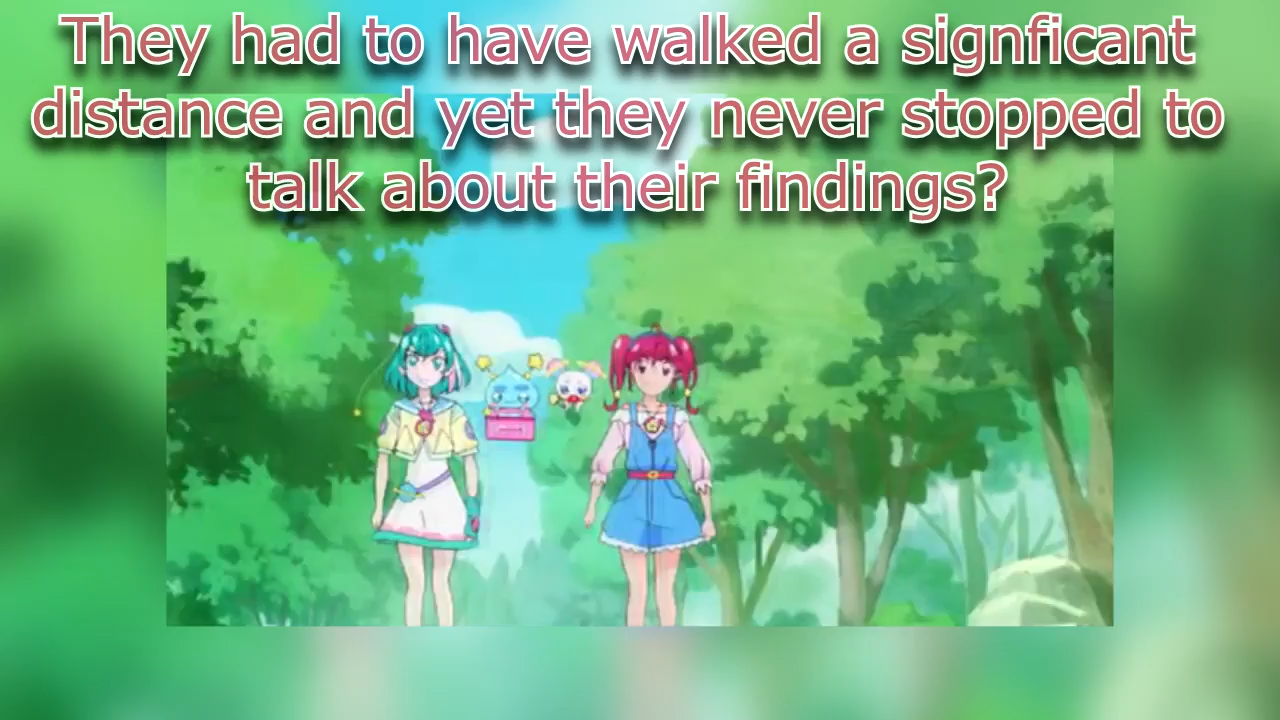 They had to have walked a signficant
distance and yet they never stopped to
talk about their findings?